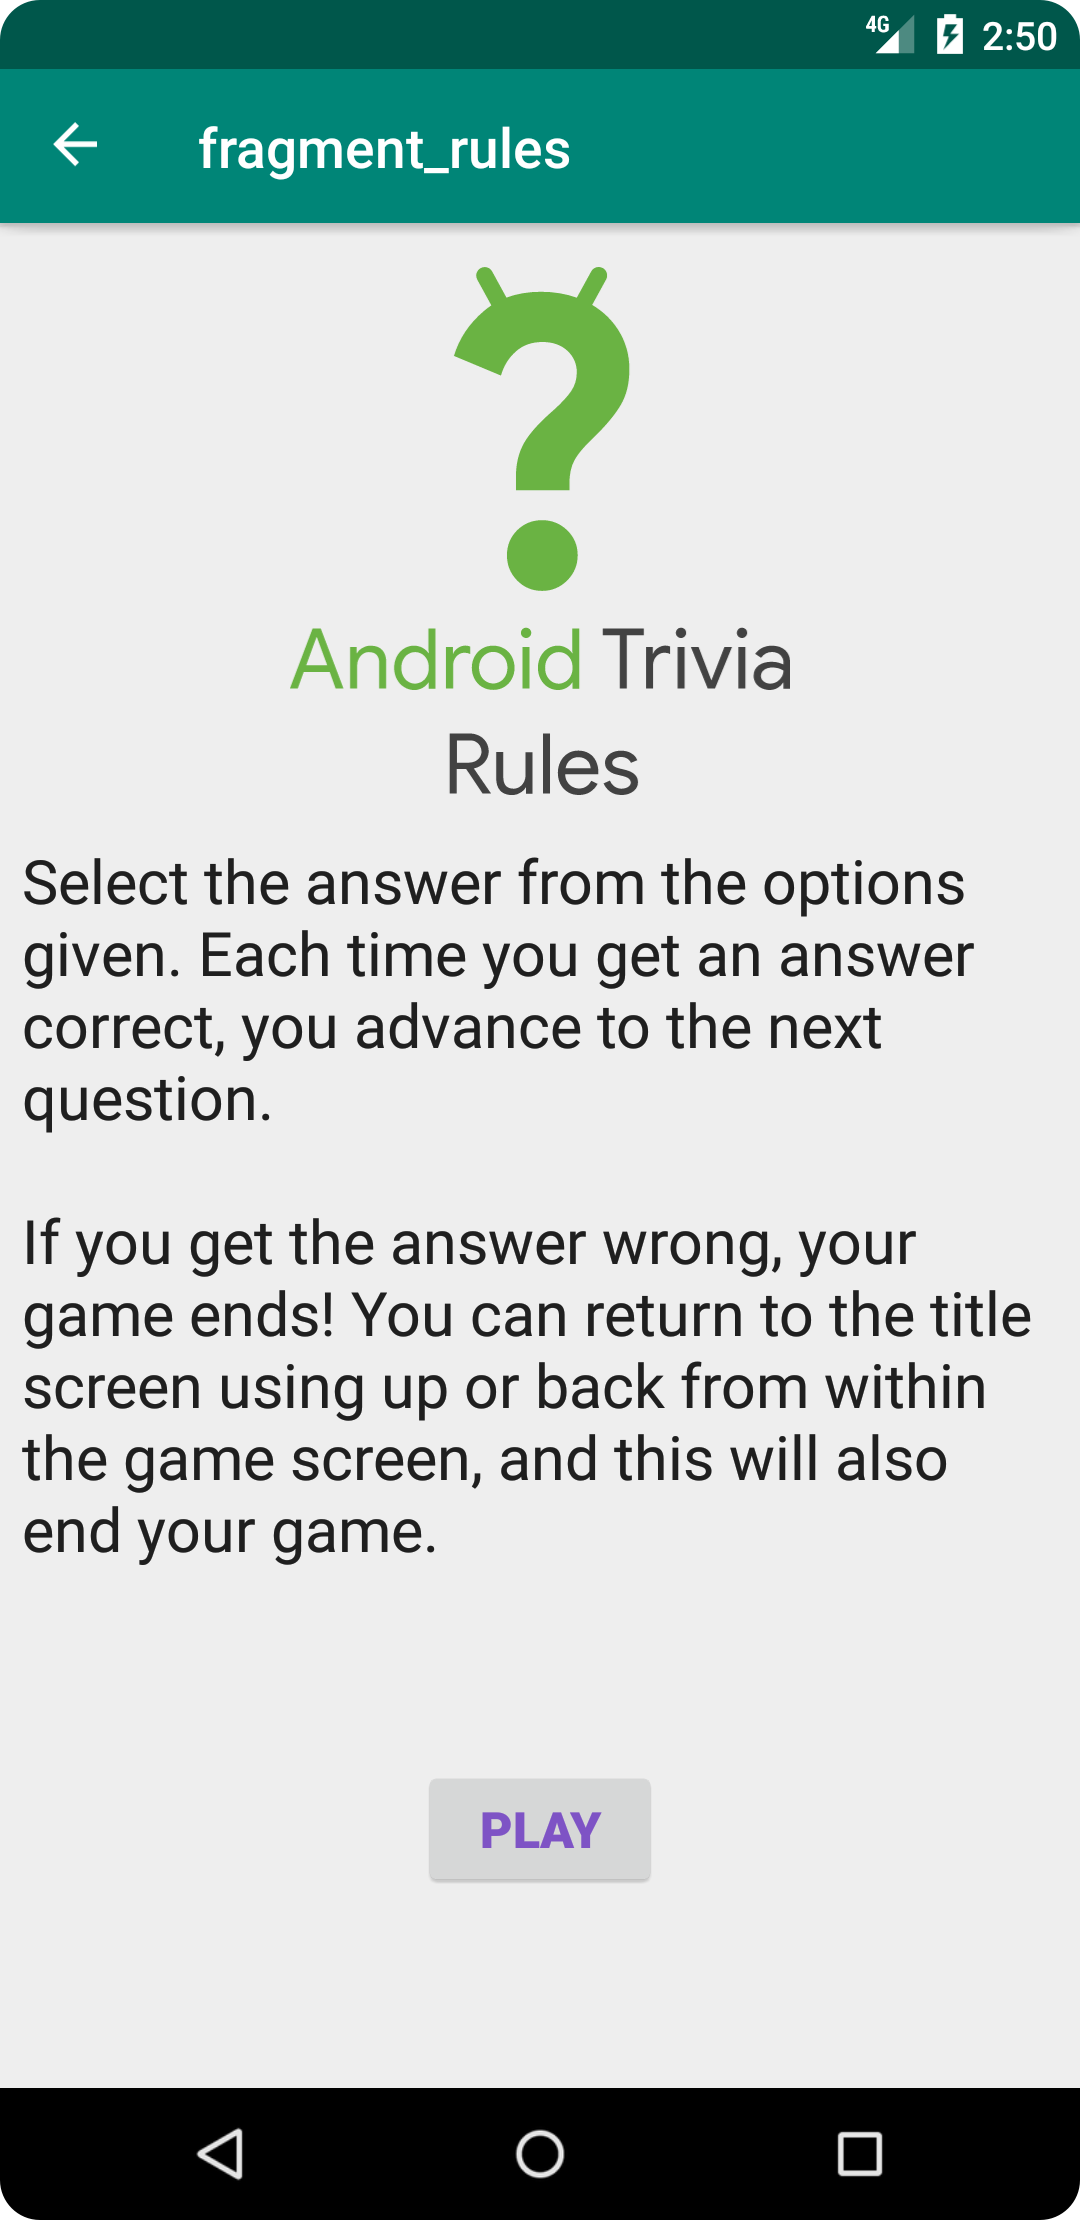 4G 2:50
fragment_rules
Android Trivia
Rules
Select the answer from the options
given. Each time you get an answer
correct, you advance to the next
question.
If you get the answer wrong, your
game ends! You can return to the title
screen using up or back from within
the game screen, and this will also
end your game.
PLAY